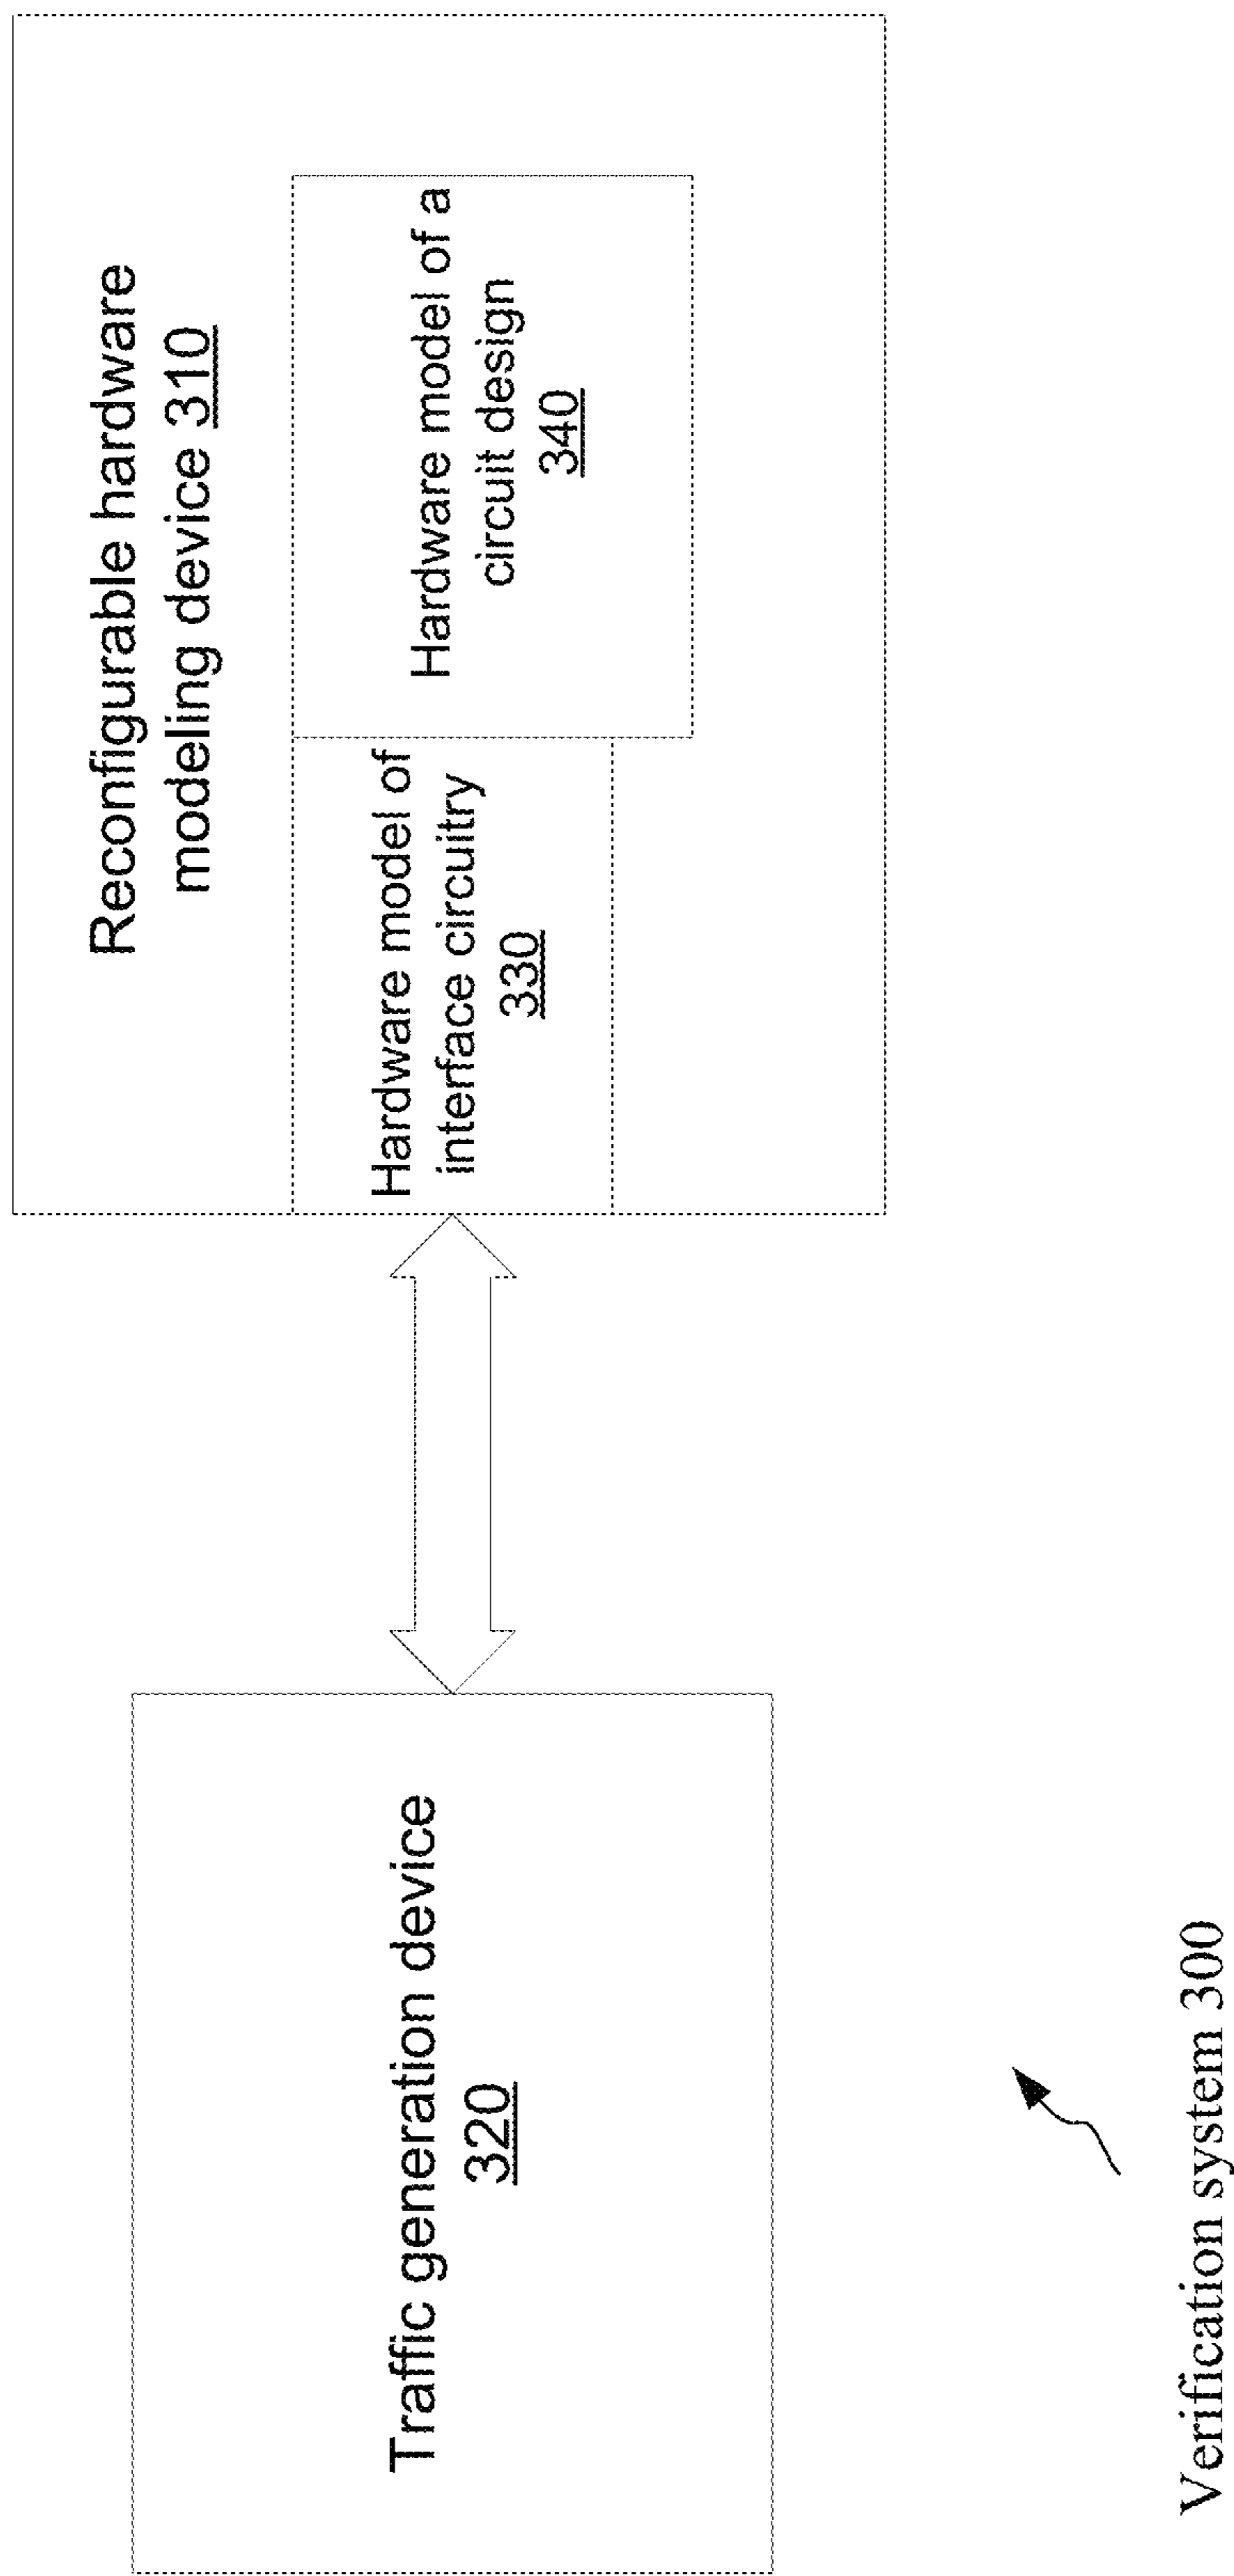 Reconfigurable hardware
modeling device 310
Traffic generation device
320
Hardware model of
interface circuitry
330
Hardware model of a
circuit design
340
Verification system 300